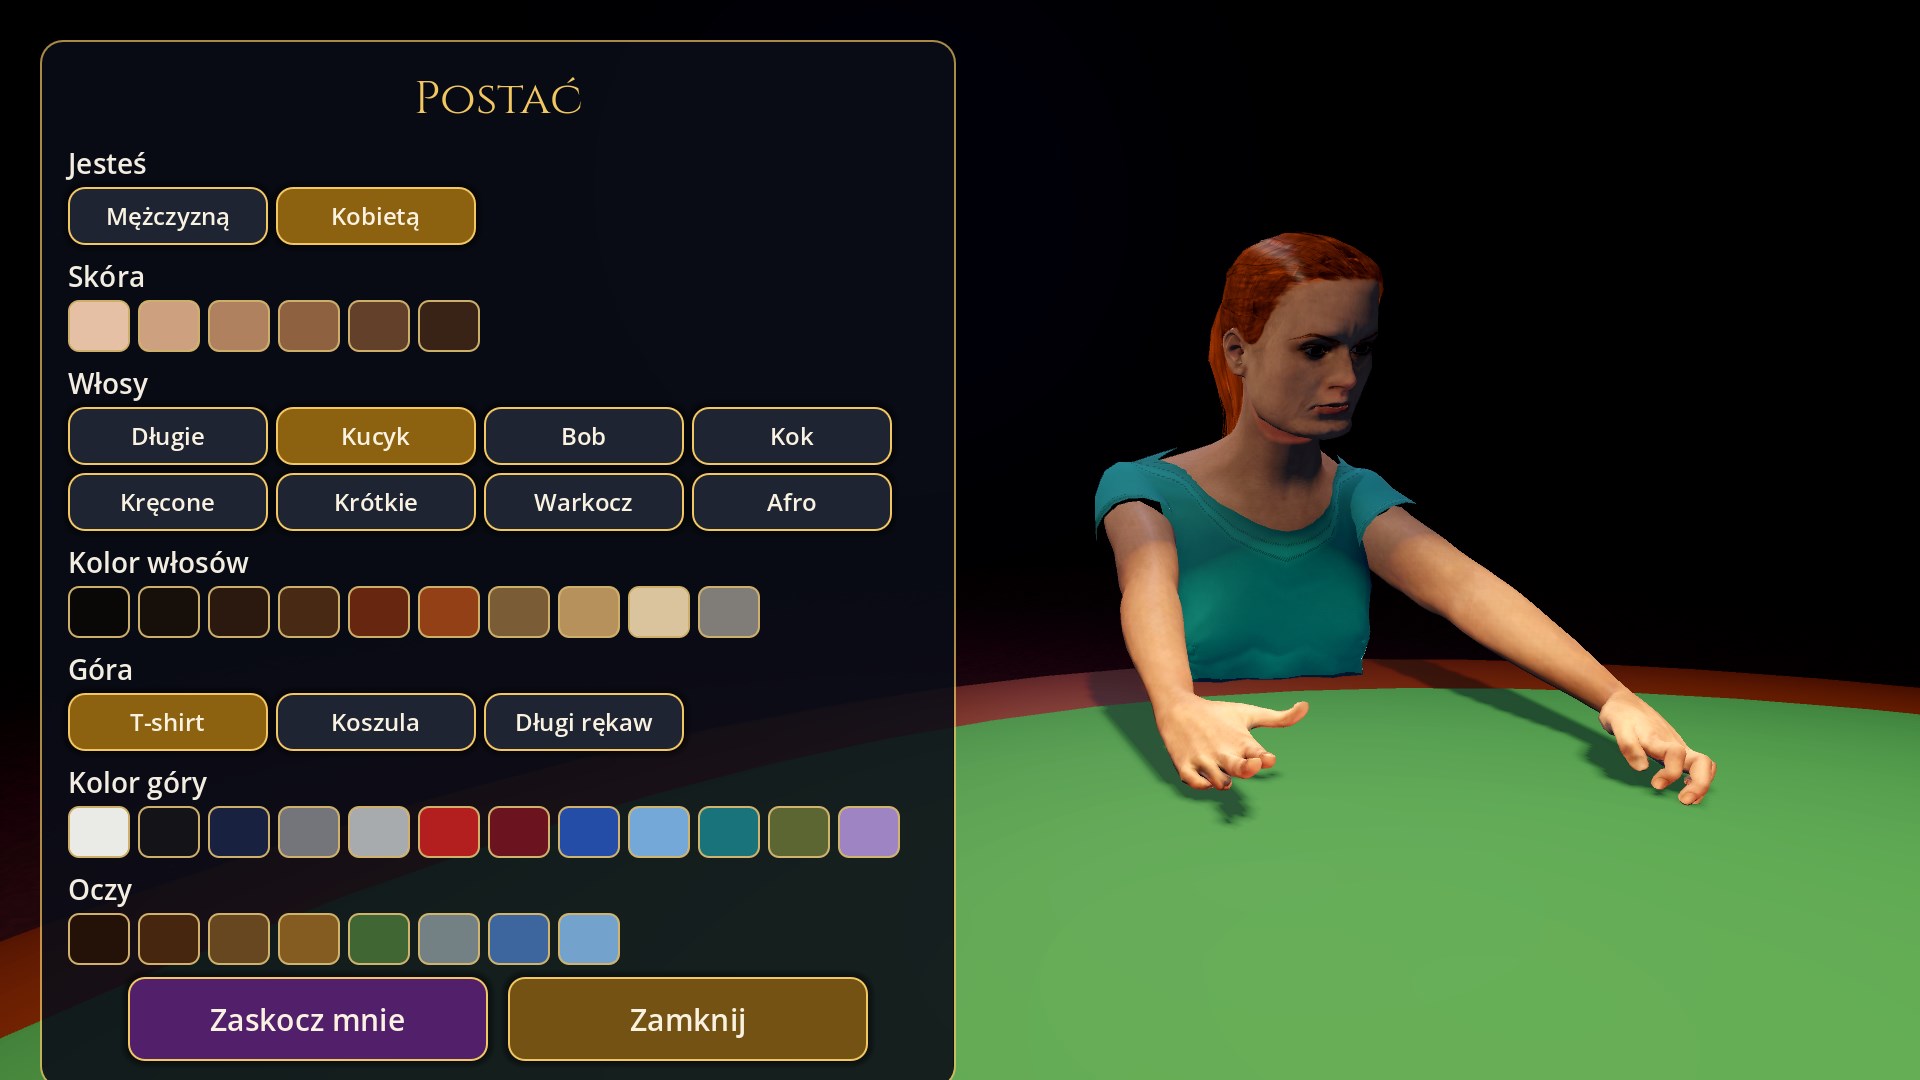 Postać
Jesteś
Mężczyzną Kobietą
Skóra
Włosy
Długie Kucyk Bob Kok
Kręcone Krótkie Warkocz Afro
Kolor włosów
Góra
T-shirt Koszula Długi rękaw
Kolor góry
Oczy
Zaskocz mnie Zamknij